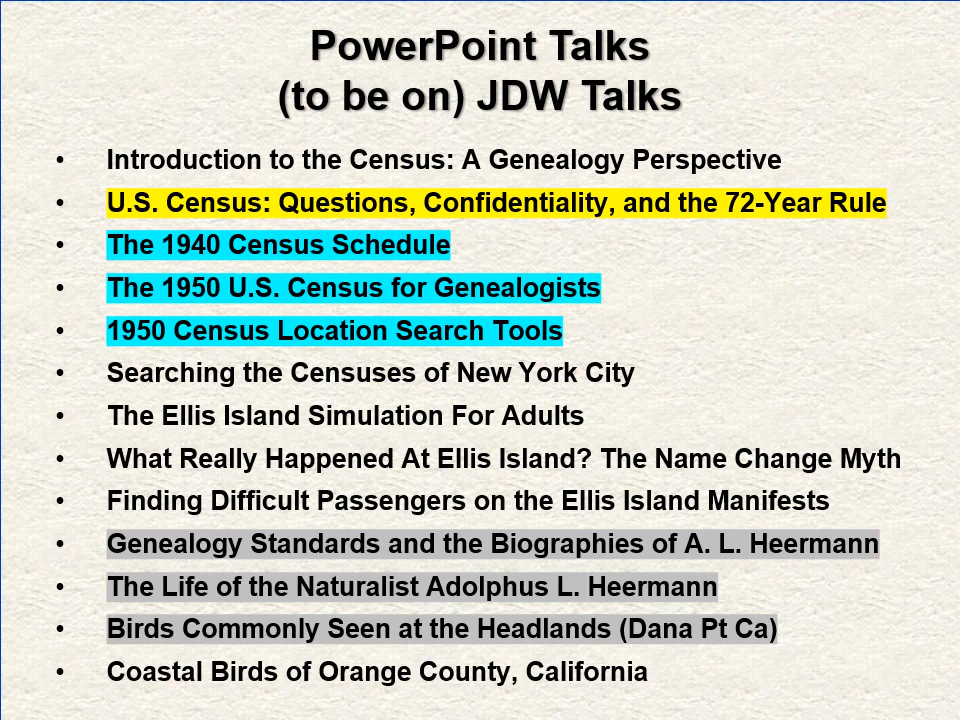 PowerPoint Talks
(to be on) JDW Talks
• Introduction to the Census: A Genealogy Perspective
• U.S. Census: Questions, Confidentiality, and the 72-Year Rule
• The 1940 Census Schedule
• The 1950 U.S. Census for Genealogists
• 1950 Census Location Search Tools
• Searching the Censuses of New York City
• The Ellis Island Simulation For Adults
• What Really Happened At Ellis Island? The Name Change Myth
• Finding Difficult Passengers on the Ellis Island Manifests
• Genealogy Standards and the Biographies of A. L. Heermann
• The Life of the Naturalist Adolphus L. Heermann
• Birds Commonly Seen at the Headlands (Dana Pt Ca)
• Coastal Birds of Orange County, California